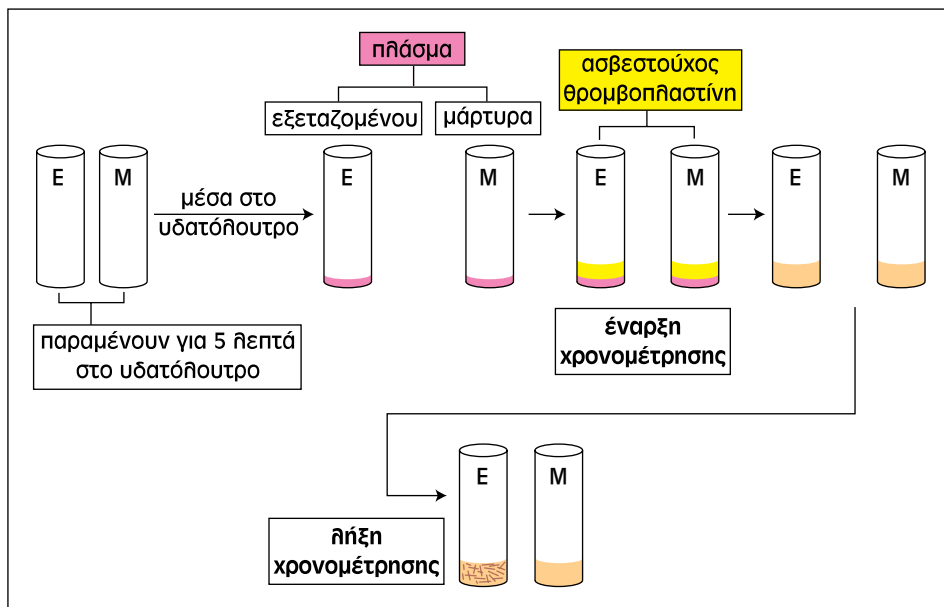 πλάσμα
εξεταζομένου
μάρτυρα
ασβεστούχος
θρομβοπλαστίνη
E
M
μέσα στο
υδατόλουτρο
E
M
E
M
E
M
παραμένουν για 5 λεπτά
στο υδατόλουτρο
έναρξη
χρονομέτρησης
E
M
λήξη
χρονομέτρησης